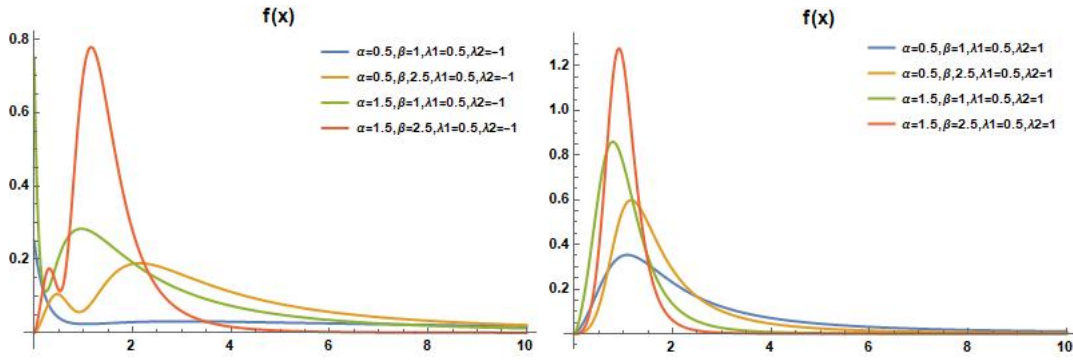 f(x)
0.8
0.6
0.4
0.2
2
4
6
8
10
α=0.5,β=1,λ1=0.5,λ2=-1
α=0.5,β,2.5,λ1=0.5,λ2=-1
α=1.5,β=1,λ1=0.5,λ2=-1
α=1.5,β=2.5,λ1=0.5,λ2=-1
f(x)
1.2
1.0
0.8
0.6
0.4
0.2
2
4
6
8
10
α=0.5,β=1,λ1=0.5,λ2=1
α=0.5,β,2.5,λ1=0.5,λ2=1
α=1.5,β=1,λ1=0.5,λ2=1
α=1.5,β=2.5,λ1=0.5,λ2=1